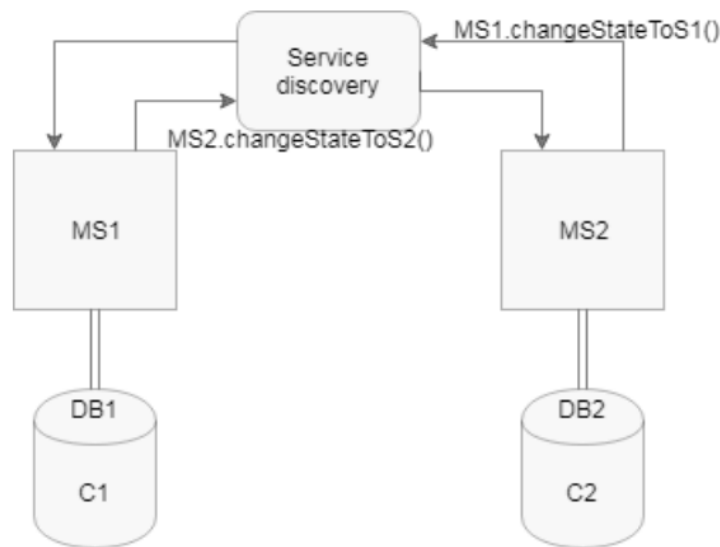 MS1.changeStateToS1()
Service
discovery
MS2.changeStateToS2()
MS1
MS2
DB1
DB2
C1
C2